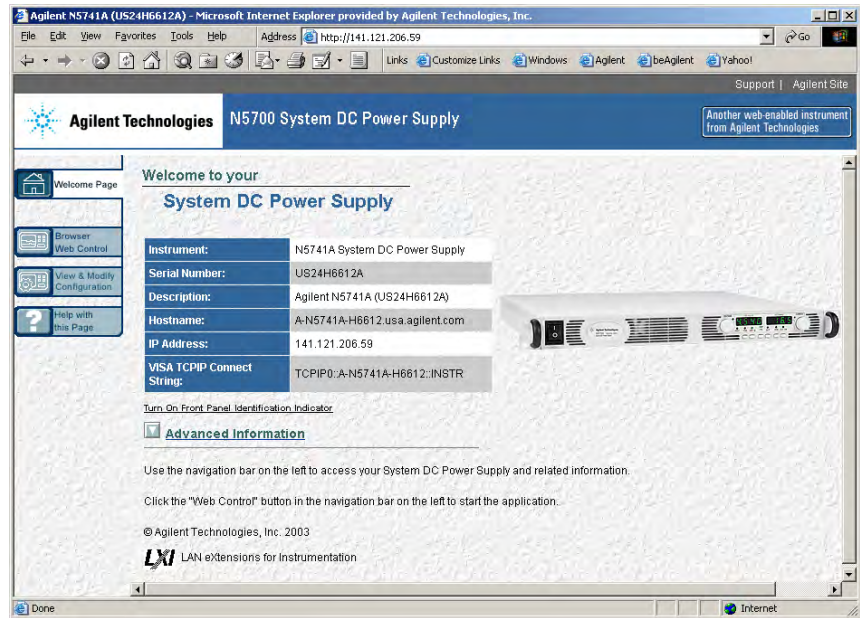 Agilent N5741A (US24H6612A) - Microsoft Internet Explorer provided by Agilent Technologies, Inc.
File Edit View Favorites Tools Help Address http://141.121.206.59 Go
Links Customize Links Windows Agilent beAgilent Yahoo!
Support | Agilent Site
Agilent Technologies N5700 System DC Power Supply
Another web-enabled instrument
from Agilent Technologies
Welcome Page
Browser
Web Control
View & Modify
Configuration
Help with
this Page
Welcome to your
System DC Power Supply
Instrument: N5741A System DC Power Supply
Serial Number: US24H6612A
Description: Agilent N5741A (US24H6612A)
Hostname: A-N5741A-H6612.usa.agilent.com
IP Address: 141.121.206.59
VISA TCPIP Connect
String: TCPIP0::A-N5741A-H6612::INSTR
Turn On Front Panel Identification Indicator
Advanced Information
Use the navigation bar on the left to access your System DC Power Supply and related information.
Click the "Web Control" button in the navigation bar on the left to start the application.
© Agilent Technologies, Inc. 2003
LXI LAN eXtensions for Instrumentation
Done Internet